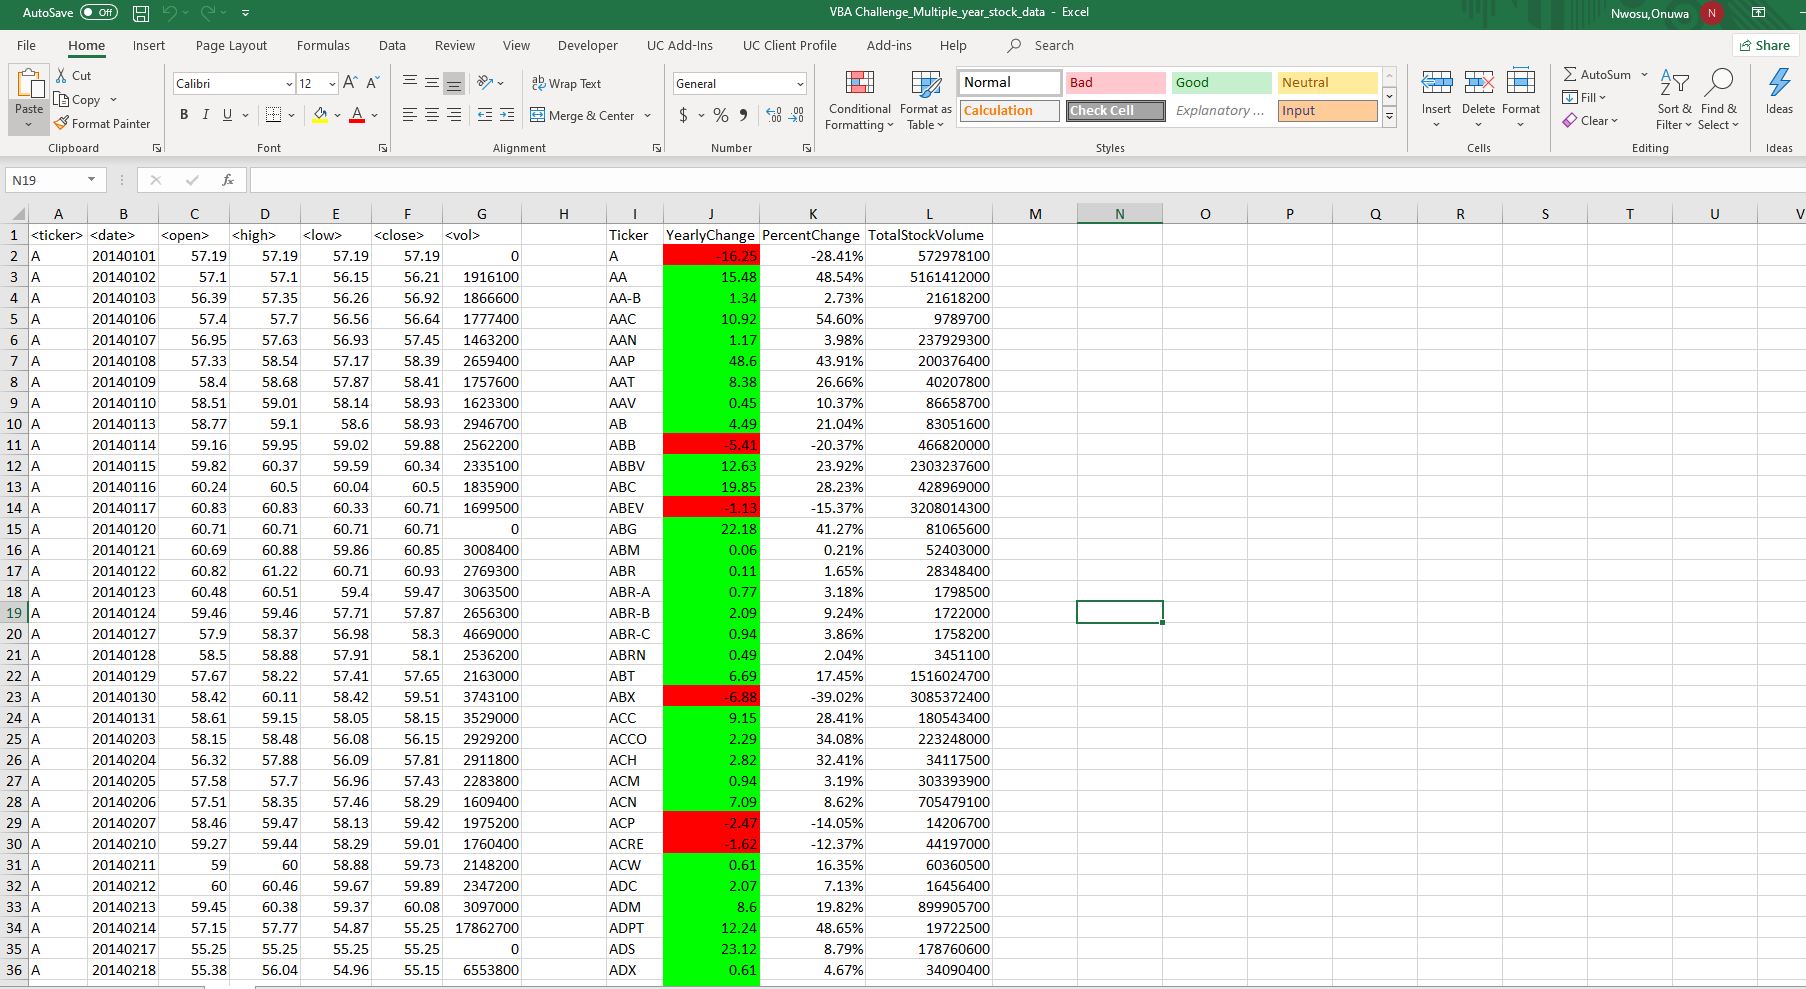 AutoSave Off VBA Challenge_Multiple_year_stock_data - Excel Nwosu,Onuwa N
File Home Insert Page Layout Formulas Data Review View Developer UC Add-Ins UC Client Profile Add-ins Help Search Share
Paste Cut Copy Format Painter
Calibri 12 A A B I U A
ab Wrap Text Merge & Center
General $ % 9
Conditional Formatting Format as Table
Normal Bad Good Neutral
Calculation Check Cell Explanatory ... Input
Insert Delete Format
AutoSum Fill Clear Sort & Filter Find & Select Ideas
Clipboard Font Alignment Number Styles Cells Editing Ideas
N19 fx
A B C D E F G H I J K L M N O P Q R S T U V
1 <ticker> <date> <open> <high> <low> <close> <vol> Ticker YearlyChange PercentChange TotalStockVolume
2 A 20140101 57.19 57.19 57.19 57.19 0 A -16.25 -28.41% 572978100
3 A 20140102 57.1 57.1 56.15 56.21 1916100 AA 15.48 48.54% 5161412000
4 A 20140103 56.39 57.35 56.26 56.92 1866600 AA-B 1.34 2.73% 21618200
5 A 20140106 57.4 57.7 56.56 56.64 1777400 AAC 10.92 54.60% 9789700
6 A 20140107 56.95 57.63 56.93 57.45 1463200 AAN 1.17 3.98% 237929300
7 A 20140108 57.33 58.54 57.17 58.39 2659400 AAP 48.6 43.91% 200376400
8 A 20140109 58.4 58.68 57.87 58.41 1757600 AAT 8.38 26.66% 40207800
9 A 20140110 58.51 59.01 58.14 58.93 1623300 AAV 0.45 10.37% 86658700
10 A 20140113 58.77 59.1 58.6 58.93 2946700 AB 4.49 21.04% 83051600
11 A 20140114 59.16 59.95 59.02 59.88 2562200 ABB -5.41 -20.37% 466820000
12 A 20140115 59.82 60.37 59.59 60.34 2335100 ABBV 12.63 23.92% 2303237600
13 A 20140116 60.24 60.5 60.04 60.5 1835900 ABC 19.85 28.23% 428969000
14 A 20140117 60.83 60.83 60.33 60.71 1699500 ABEV -1.13 -15.37% 3208014300
15 A 20140120 60.71 60.71 60.71 60.71 0 ABG 22.18 41.27% 81065600
16 A 20140121 60.69 60.88 59.86 60.85 3008400 ABM 0.06 0.21% 52403000
17 A 20140122 60.82 61.22 60.71 60.93 2769300 ABR 0.11 1.65% 28348400
18 A 20140123 60.48 60.51 59.4 59.47 3063500 ABR-A 0.77 3.18% 1798500
19 A 20140124 59.46 59.46 57.71 57.87 2656300 ABR-B 2.09 9.24% 1722000
20 A 20140127 57.9 58.37 56.98 58.3 4669000 ABR-C 0.94 3.86% 1758200
21 A 20140128 58.5 58.88 57.91 58.1 2536200 ABRN 0.49 2.04% 3451100
22 A 20140129 57.67 58.22 57.41 57.65 2163000 ABT 6.69 17.45% 1516024700
23 A 20140130 58.42 60.11 58.42 59.51 3743100 ABX -6.88 -39.02% 3085372400
24 A 20140131 58.61 59.15 58.05 58.15 3529000 ACC 9.15 28.41% 180543400
25 A 20140203 58.15 58.48 56.08 56.15 2929200 ACCO 2.29 34.08% 223248000
26 A 20140204 56.32 57.88 56.09 57.81 2911800 ACH 2.82 32.41% 34117500
27 A 20140205 57.58 57.7 56.96 57.43 2283800 ACM 0.94 3.19% 303393900
28 A 20140206 57.51 58.35 57.46 58.29 1609400 ACN 7.09 8.62% 705479100
29 A 20140207 58.46 59.47 58.13 59.42 1975200 ACP -2.47 -14.05% 14206700
30 A 20140210 59.27 59.44 58.29 59.01 1760400 ACRE -1.62 -12.37% 44197000
31 A 20140211 59 60 58.88 59.73 2148200 ACW 0.61 16.35% 60360500
32 A 20140212 60 60.46 59.67 59.89 2347200 ADC 2.07 7.13% 16456400
33 A 20140213 59.45 60.38 59.37 60.08 3097000 ADM 8.6 19.82% 899905700
34 A 20140214 57.15 57.77 54.87 55.25 17862700 ADPT 12.24 48.65% 19722500
35 A 20140217 55.25 55.25 55.25 55.25 0 ADS 23.12 8.79% 178760600
36 A 20140218 55.38 56.04 54.96 55.15 6553800 ADX 0.61 4.67% 34090400